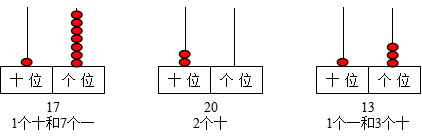 十 位 个 位 十 位 个 位 十 位 个 位
17 20 13
1个十和7个一 2个十 1个一和3个十